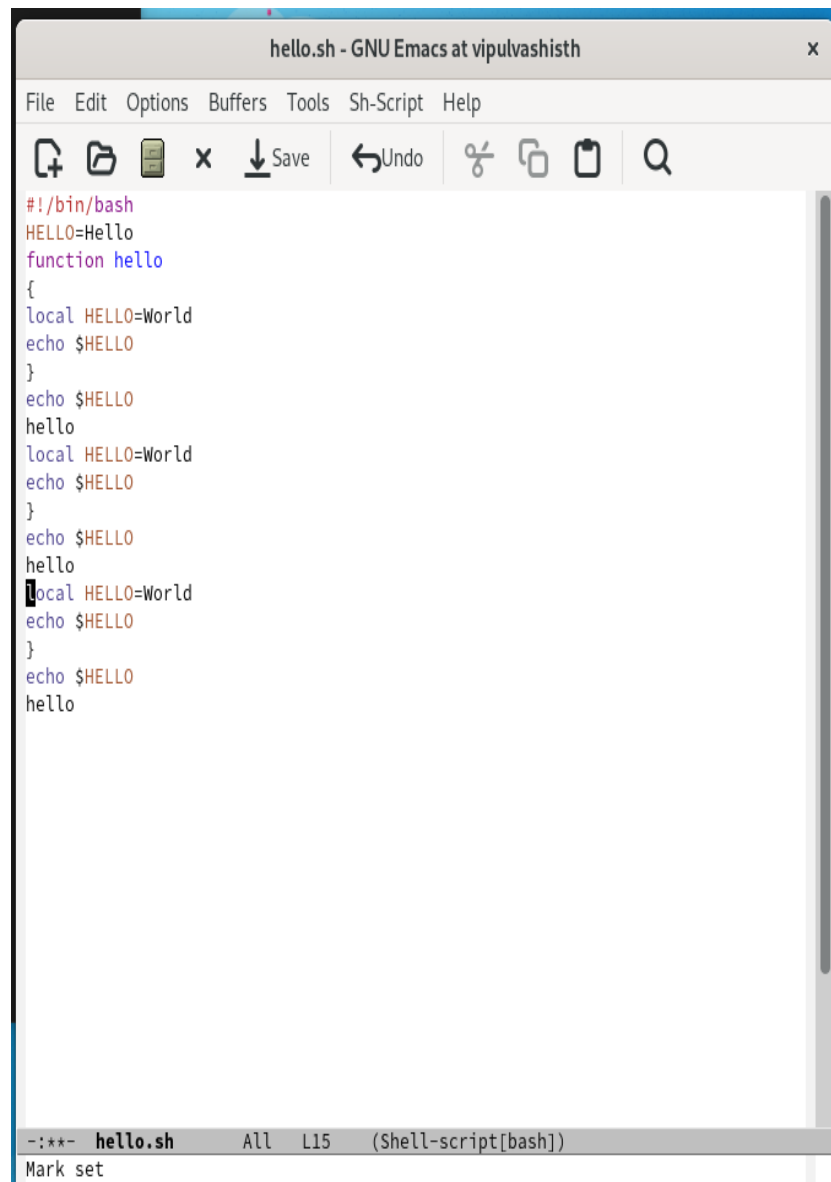 hello.sh - GNU Emacs at vipulvashisth x
File Edit Options Buffers Tools Sh-Script Help
Save Undo
#!/bin/bash
HELLO=Hello
function hello
{
local HELLO=World
echo $HELLO
}
echo $HELLO
hello
local HELLO=World
echo $HELLO
}
echo $HELLO
hello
local HELLO=World
echo $HELLO
}
echo $HELLO
hello
-:**- hello.sh All L15 (Shell-script[bash])
Mark set